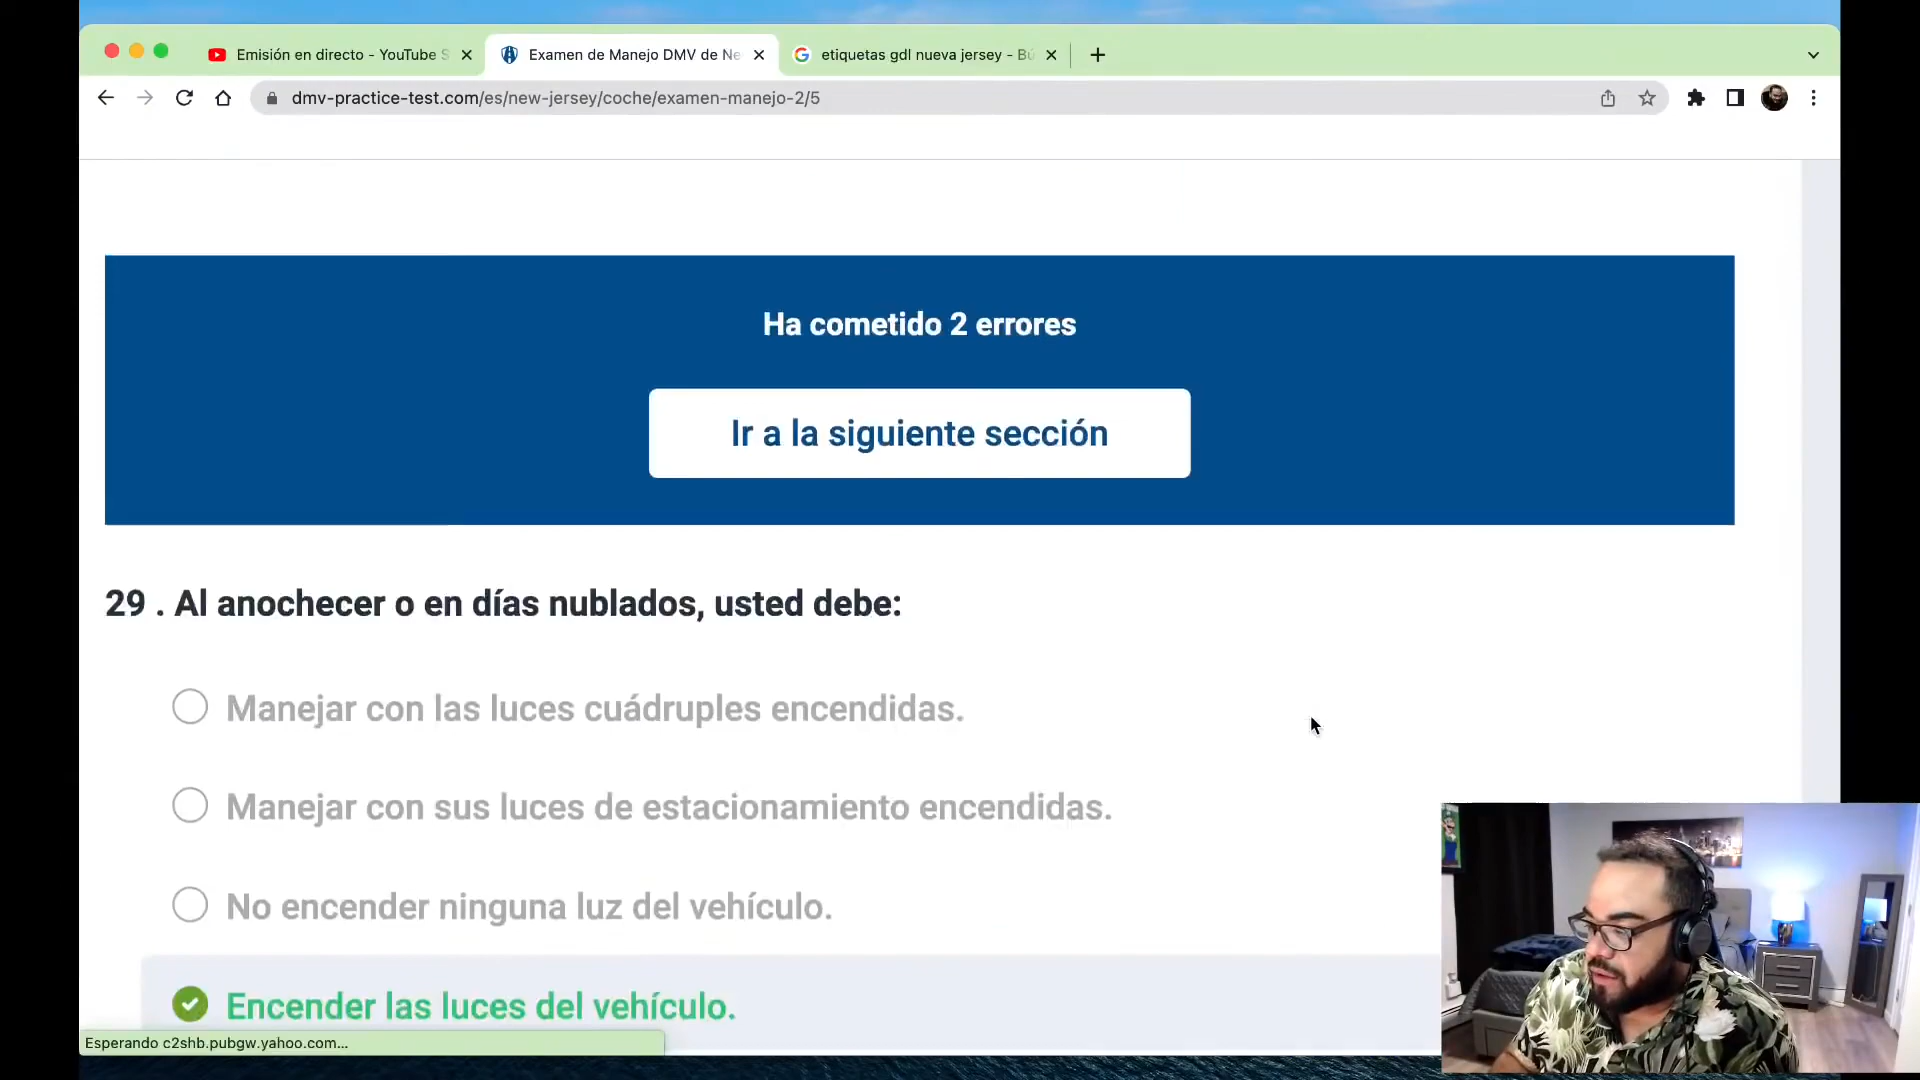 Emisión en directo - YouTube S
Examen de Manejo DMV de Ne
etiquetas gdl nueva jersey - Bú
dmv-practice-test.com/es/new-jersey/coche/examen-manejo-2/5
Ha cometido 2 errores
Ir a la siguiente sección
29 . Al anochecer o en días nublados, usted debe:
Manejar con las luces cuádruples encendidas.
Manejar con sus luces de estacionamiento encendidas.
No encender ninguna luz del vehículo.
Encender las luces del vehículo.
Esperando c2shb.pubgw.yahoo.com...